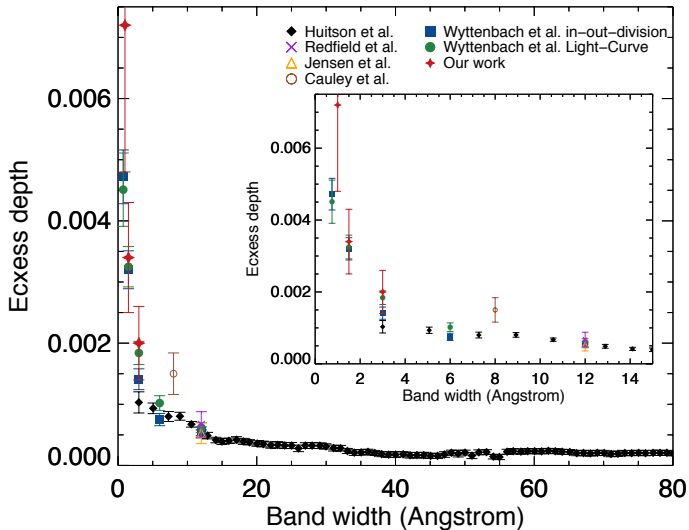 Huitson et al.
Redfield et al.
Jensen et al.
Cauley et al.
Wyttenbach et al. in-out-division
Wyttenbach et al. Light-Curve
Our work
Ecxess depth
0.006
0.004
0.002
0.000
0 20 40 60 80
Band width (Angstrom)
Ecxess depth
0.006
0.004
0.002
0.000
0 2 4 6 8 10 12 14
Band width (Angstrom)